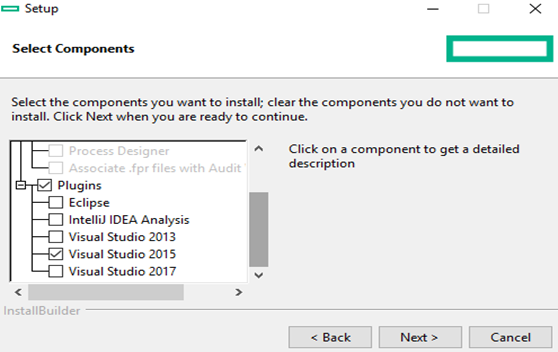 Setup
Select Components
Select the components you want to install; clear the components you do not want to
install. Click Next when you are ready to continue.
Process Designer
Associate .fpr files with Audit
Plugins
Eclipse
IntelliJ IDEA Analysis
Visual Studio 2013
Visual Studio 2015
Visual Studio 2017
Click on a component to get a detailed
description
InstallBuilder
< Back
Next >
Cancel